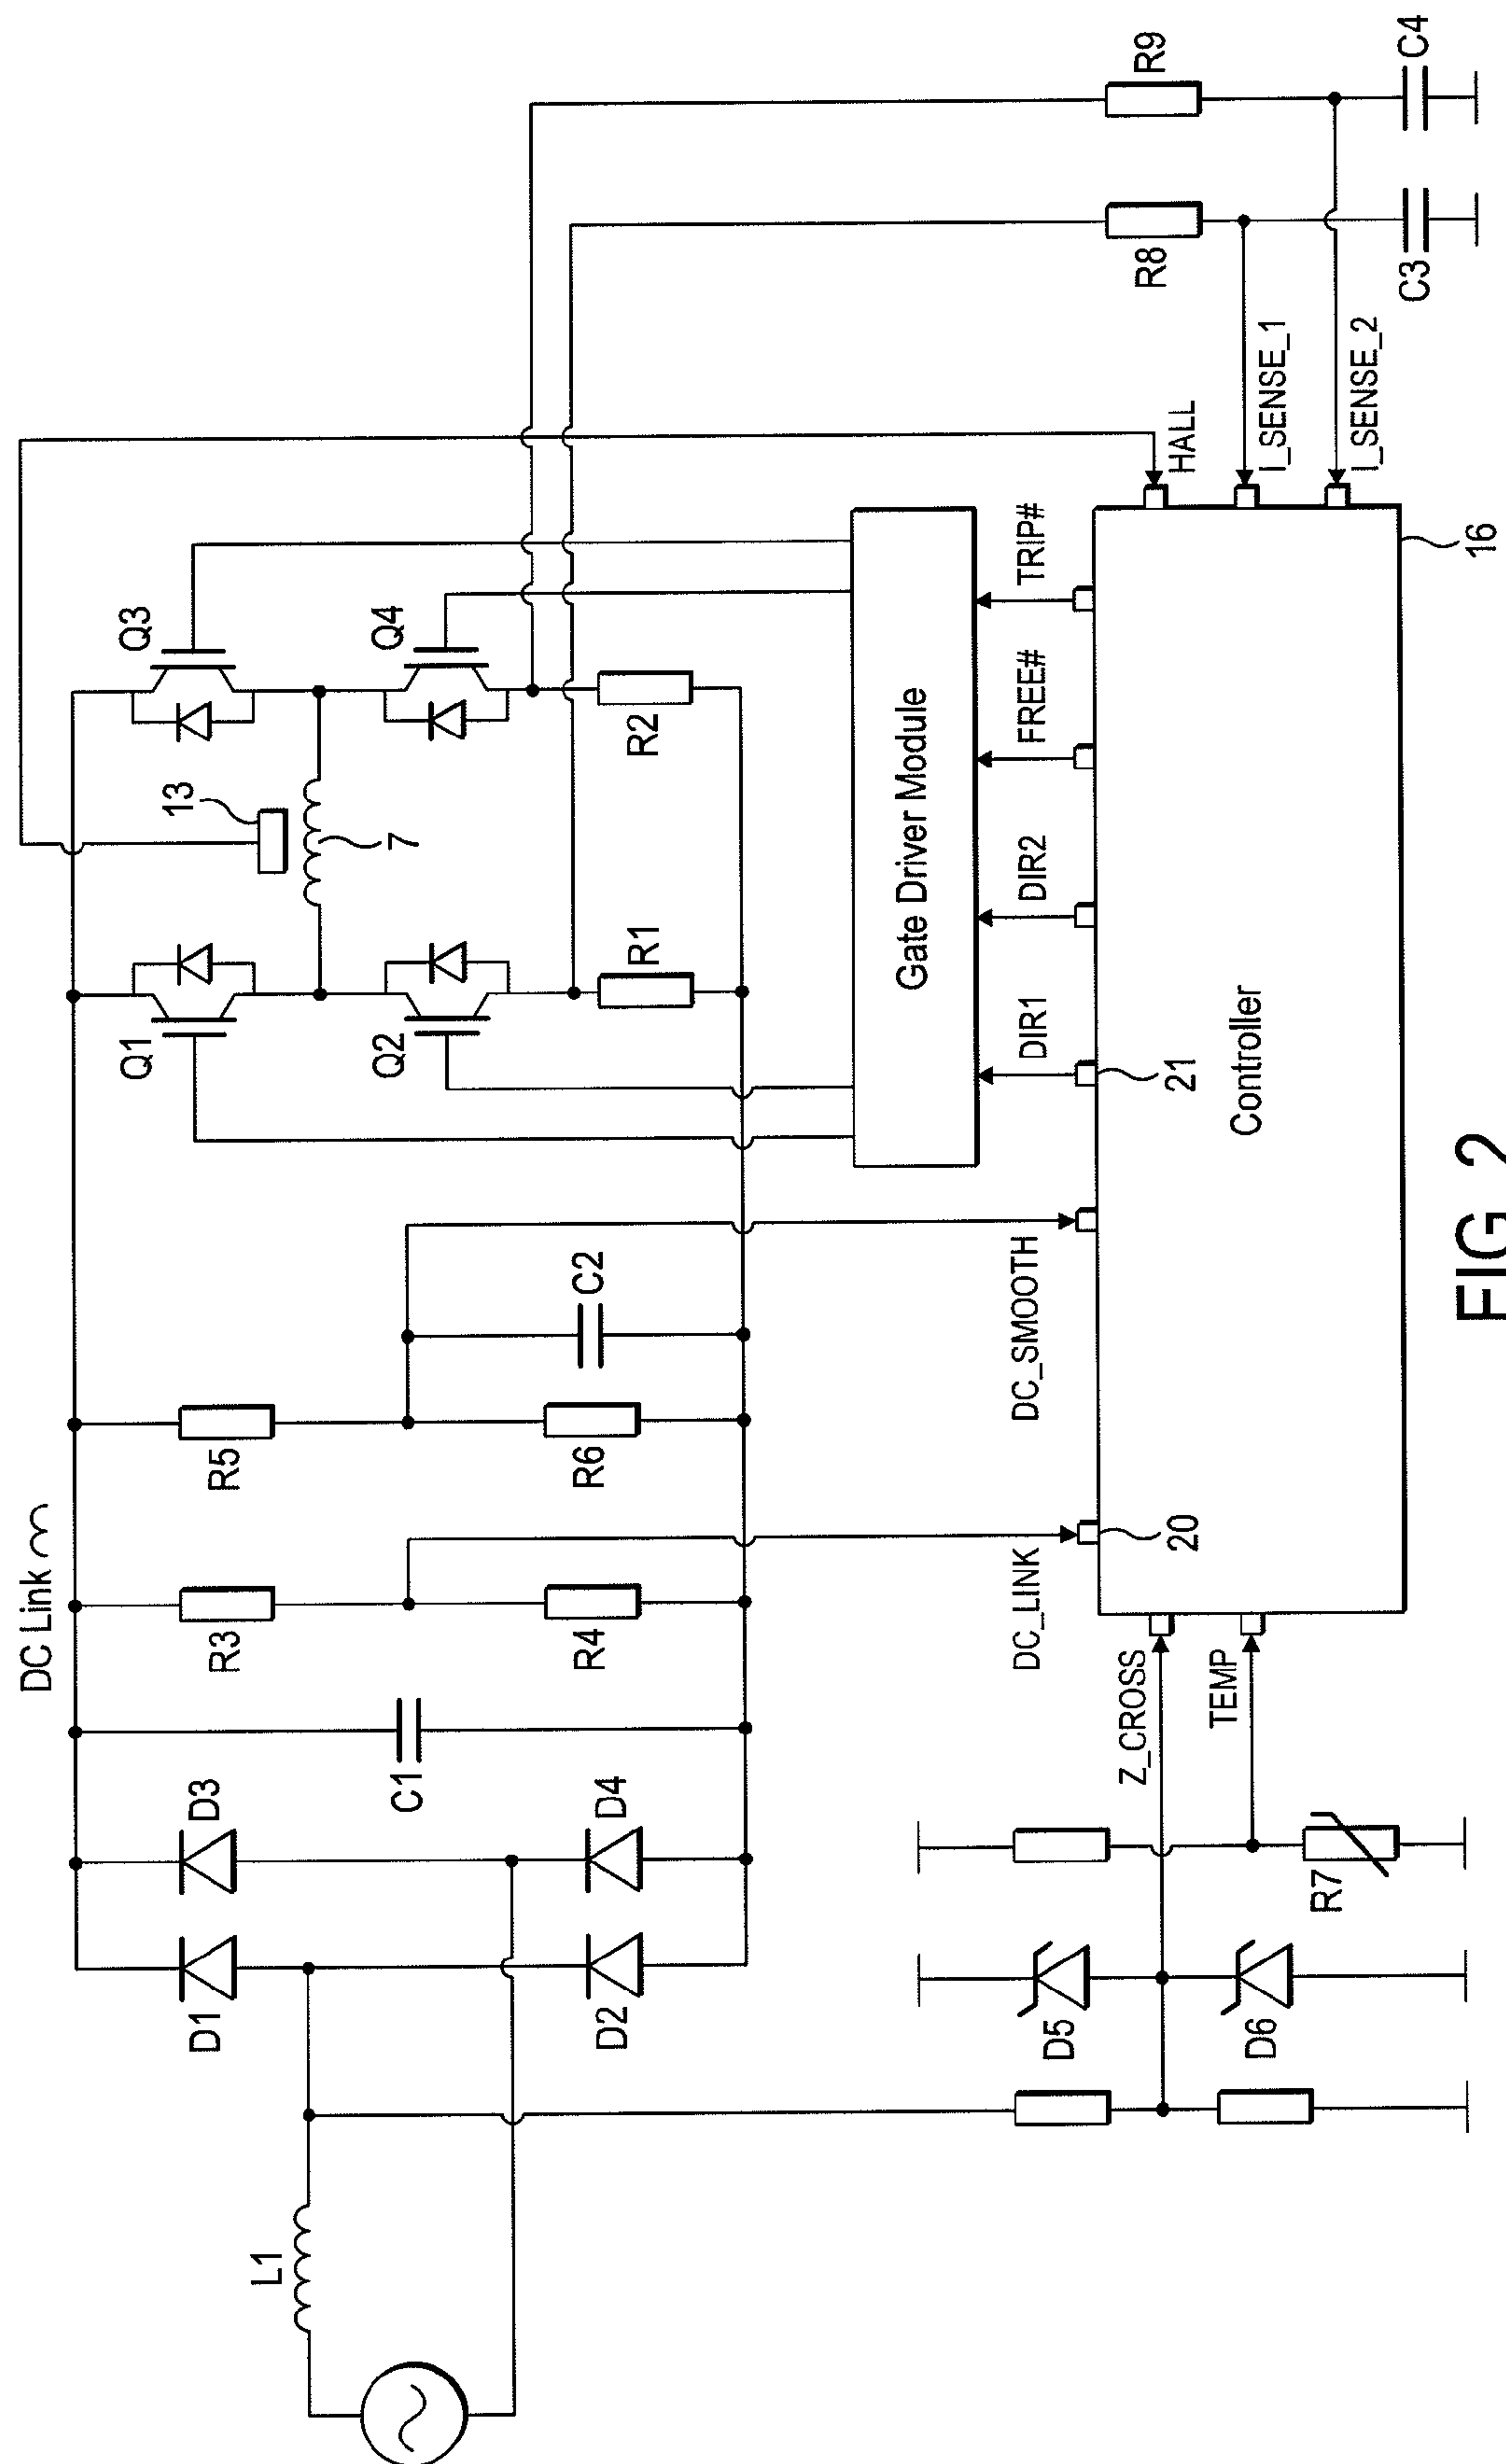 DC Link
L1
D1
D3
D2
D4
C1
R3
R4
R5
R6
C2
Q1
Q2
Q3
Q4
13
7
R1
R2
Gate Driver Module
DIR1
DIR2
FREE#
TRIP#
DC_LINK
DC_SMOOTH
20
21
Controller
Z_CROSS
TEMP
D5
D6
R7
HALL
I_SENSE_1
I_SENSE_2
16
R8
R9
C3
C4
FIG. 2